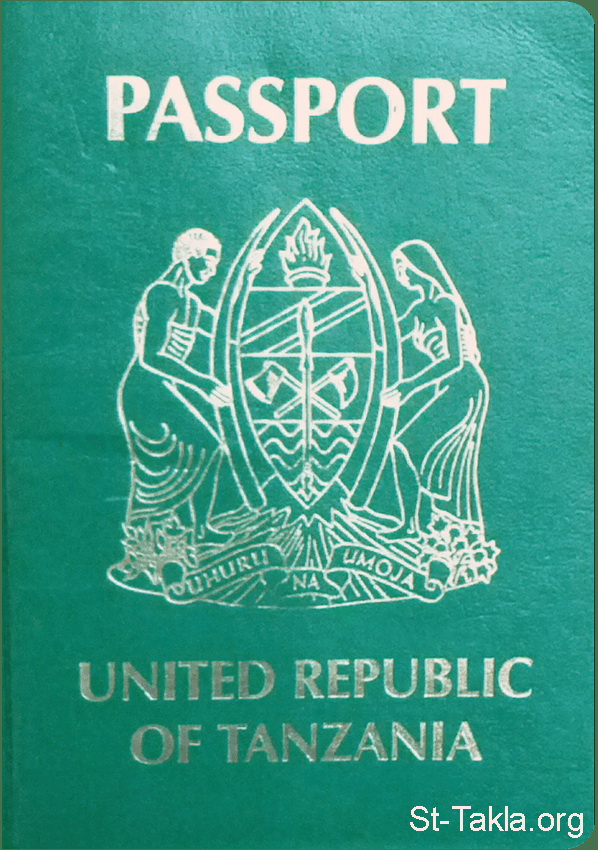 PASSPORT
UHURU NA UMOJA
UNITED REPUBLIC
OF TANZANIA
St-Takla.org